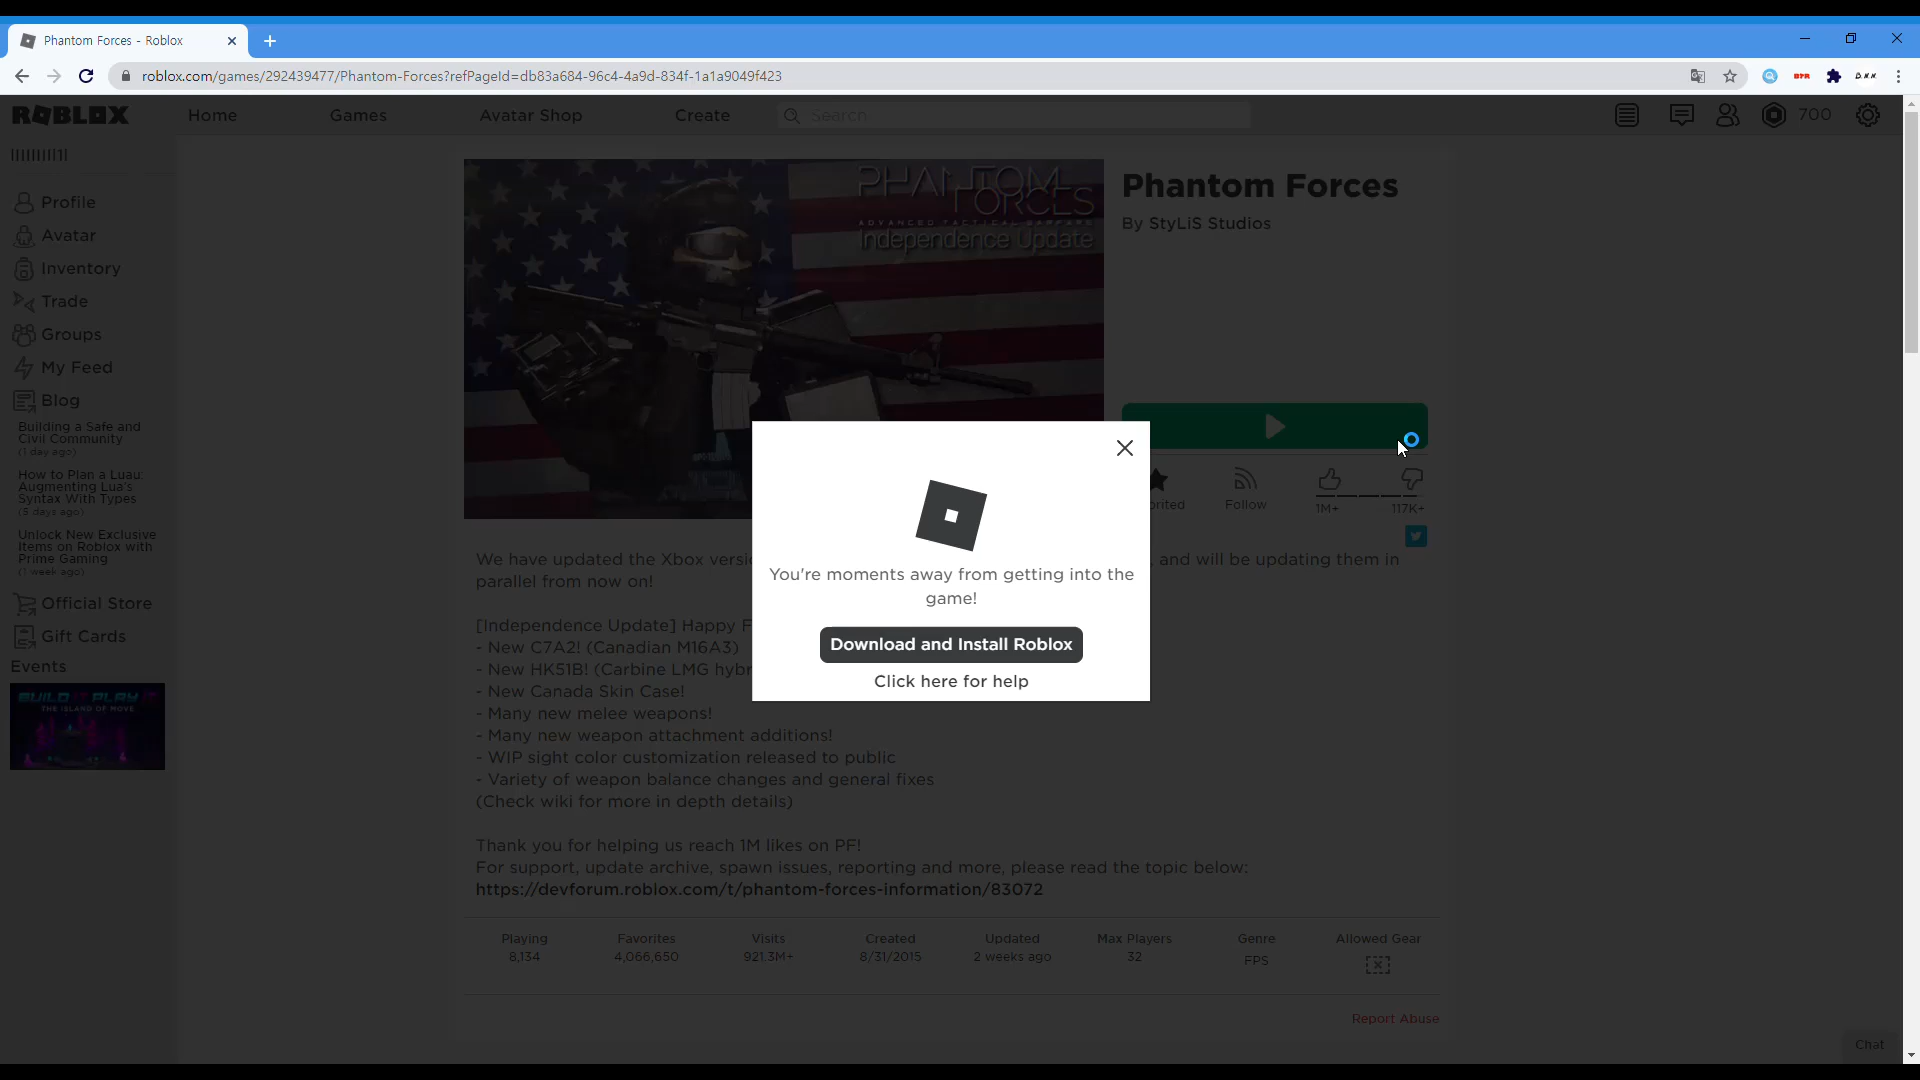 Phantom Forces - Roblox
roblox.com/games/292439477/Phantom-Forces?refPageId=db83a684-96c4-4a9d-834f-1a1a9049f423
ROBLOX
Home
Games
Avatar Shop
Create
Search
700
Profile
Avatar
Inventory
Trade
Groups
My Feed
Blog
Building a Safe and
Civil Community
(1 day ago)
How to Plan a Luau:
Augmenting Lua's
Syntax With Types
(5 days ago)
Unlock New Exclusive
Items on Roblox with
Prime Gaming
(1 week ago)
Official Store
Gift Cards
Events
BUILD IT PLAY IT
THE ISLAND OF MOVE
PHANTOM
FORCES
ADVANCED TACTICAL WARFARE
Independence Update
Phantom Forces
By StyLiS Studios
orited
Follow
1M+
117K+
You're moments away from getting into the
game!
Download and Install Roblox
Click here for help
We have updated the Xbox versi
, and will be updating them in
parallel from now on!
[Independence Update] Happy F
- New C7A2! (Canadian M16A3)
- New HK51B! (Carbine LMG hybr
- New Canada Skin Case!
- Many new melee weapons!
- Many new weapon attachment additions!
- WIP sight color customization released to public
- Variety of weapon balance changes and general fixes
(Check wiki for more in depth details)
Thank you for helping us reach 1M likes on PF!
For support, update archive, spawn issues, reporting and more, please read the topic below:
https://devforum.roblox.com/t/phantom-forces-information/83072
Playing
Favorites
Visits
Created
Updated
Max Players
Genre
Allowed Gear
8,134
4,066,650
921.3M+
8/31/2015
2 weeks ago
32
FPS
Report Abuse
Chat